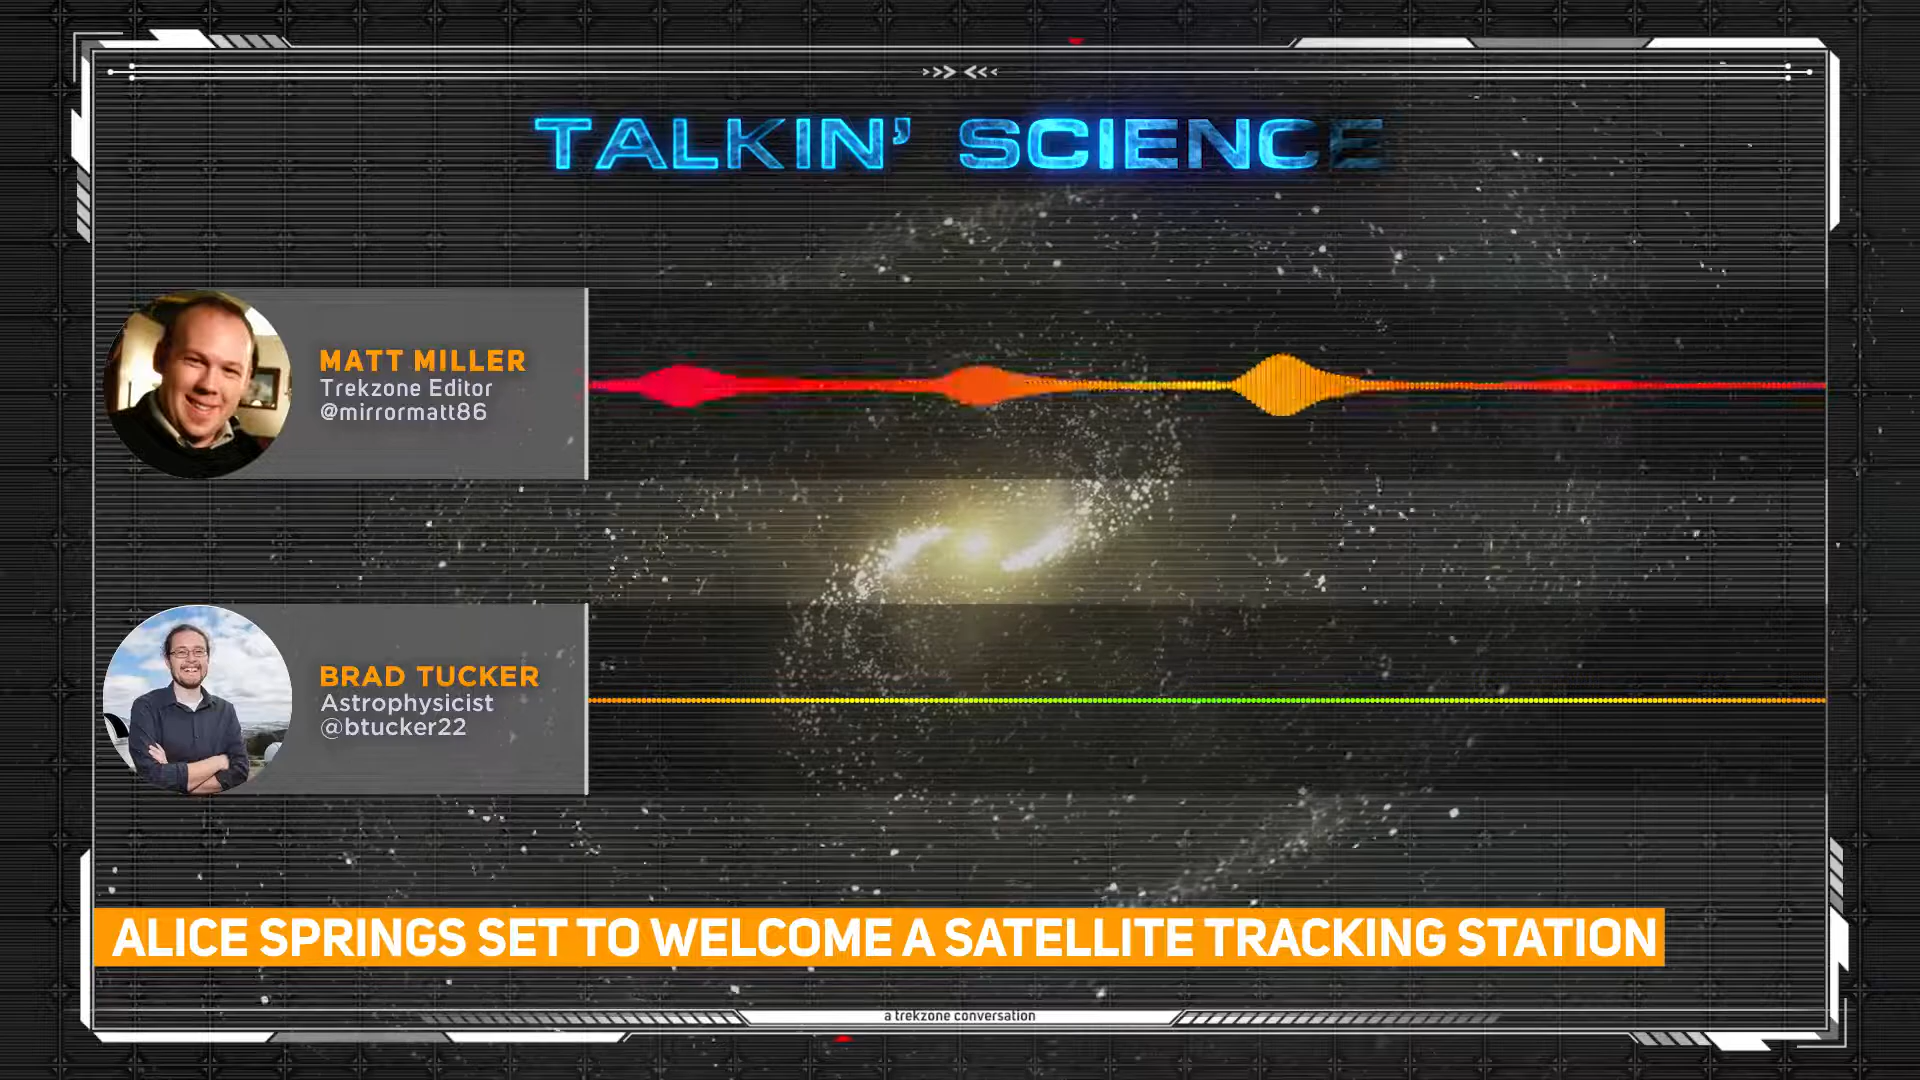 TALKIN' SCIENCE
MATT MILLER
Trekzone Editor
@mirrormatt86
BRAD TUCKER
Astrophysicist
@btucker22
ALICE SPRINGS SET TO WELCOME A SATELLITE TRACKING STATION
a trekzone conversation